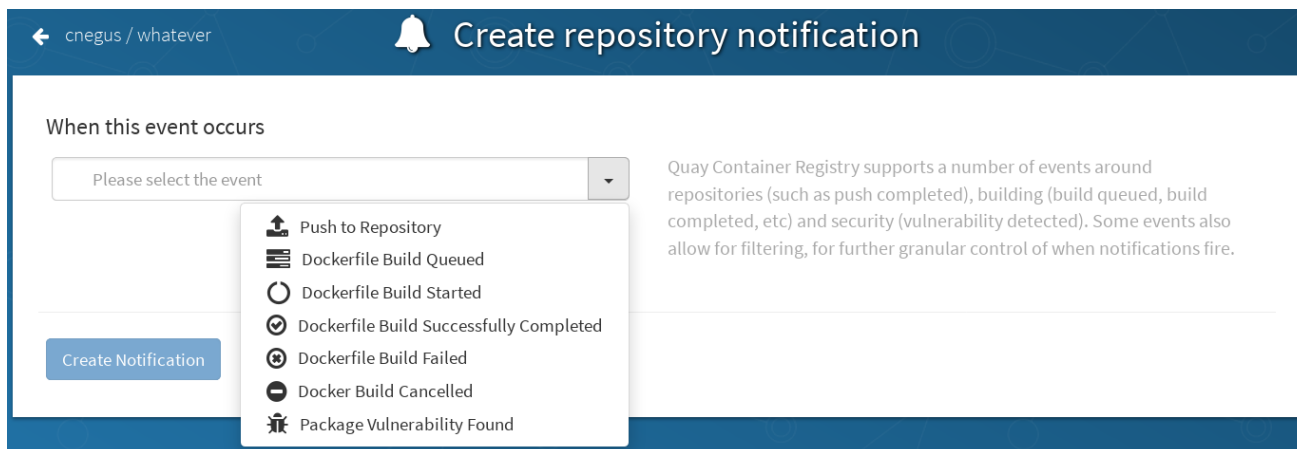 cnegus / whatever
Create repository notification
When this event occurs
Please select the event
Quay Container Registry supports a number of events around
repositories (such as push completed), building (build queued, build
completed, etc) and security (vulnerability detected). Some events also
allow for filtering, for further granular control of when notifications fire.
Push to Repository
Dockerfile Build Queued
Dockerfile Build Started
Dockerfile Build Successfully Completed
Dockerfile Build Failed
Docker Build Cancelled
Package Vulnerability Found
Create Notification